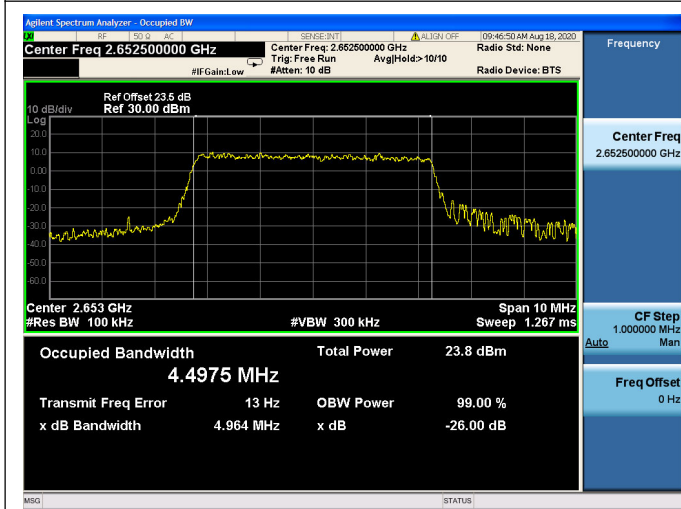 Agilent Spectrum Analyzer - Occupied BW
RF 50 Ω AC SENSE:INT ALIGN OFF 09:46:50 AM Aug 18, 2020
Center Freq 2.652500000 GHz
Center Freq: 2.652500000 GHz
Radio Std: None
Trig: Free Run Avg|Hold:>10/10
#IFGain:Low
#Atten: 10 dB
Radio Device: BTS
Ref Offset 23.5 dB
10 dB/div Ref 30.00 dBm
Log
20.0
10.0
0.00
-10.0
-20.0
-30.0
-40.0
-50.0
-60.0
Center 2.653 GHz Span 10 MHz
#Res BW 100 kHz #VBW 300 kHz Sweep 1.267 ms
Occupied Bandwidth Total Power 23.8 dBm
4.4975 MHz
Transmit Freq Error 13 Hz OBW Power 99.00 %
x dB Bandwidth 4.964 MHz x dB -26.00 dB
MSG STATUS
Frequency
Center Freq
2.652500000 GHz
CF Step
1.000000 MHz
Auto Man
Freq Offset
0 Hz